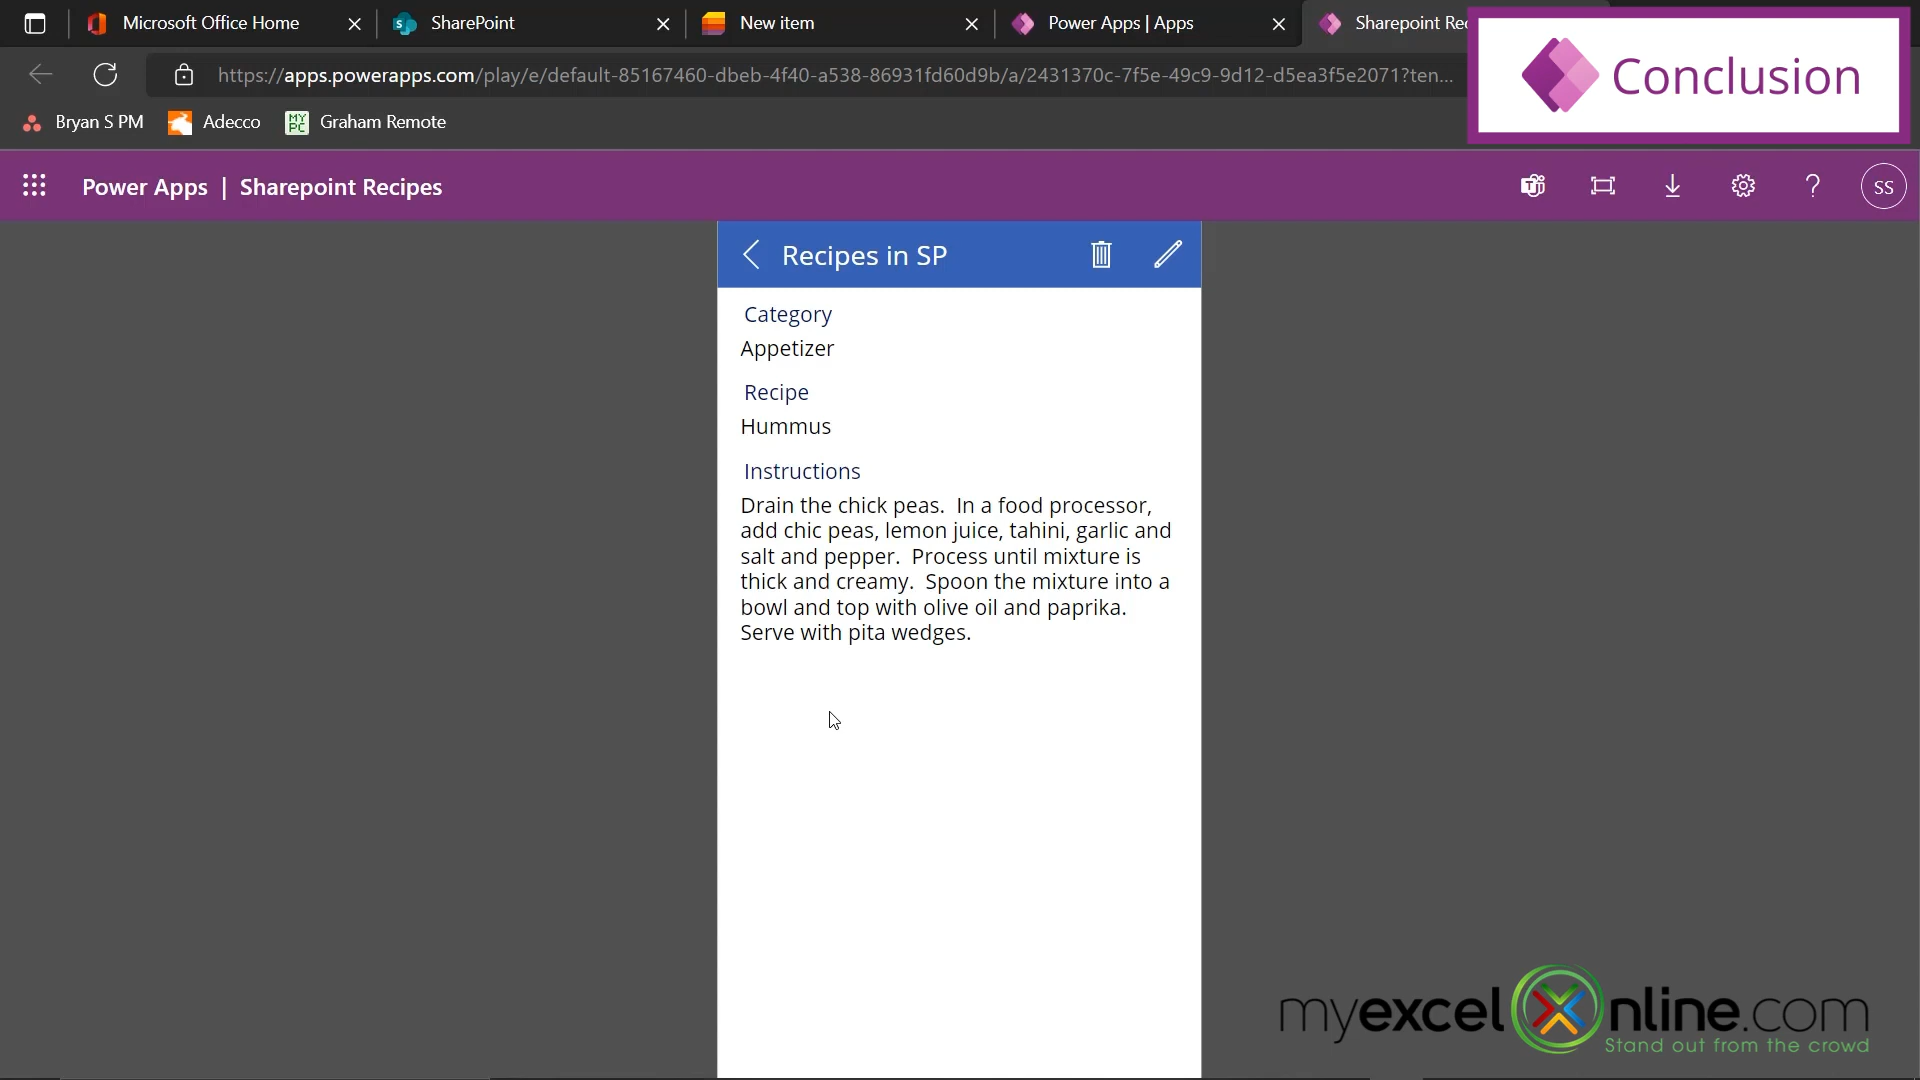 Microsoft Office Home
SharePoint
New item
Power Apps | Apps
Sharepoint Rec
Conclusion
https://apps.powerapps.com/play/e/default-85167460-dbeb-4f40-a538-86931fd60d9b/a/2431370c-7f5e-49c9-9d12-d5ea3f5e2071?ten...
Bryan S PM
Adecco
MY PC
Graham Remote
Power Apps | Sharepoint Recipes
SS
Recipes in SP
Category
Appetizer
Recipe
Hummus
Instructions
Drain the chick peas.  In a food processor,
add chic peas, lemon juice, tahini, garlic and
salt and pepper.  Process until mixture is
thick and creamy.  Spoon the mixture into a
bowl and top with olive oil and paprika.
Serve with pita wedges.
myexcelOnline.com
Stand out from the crowd